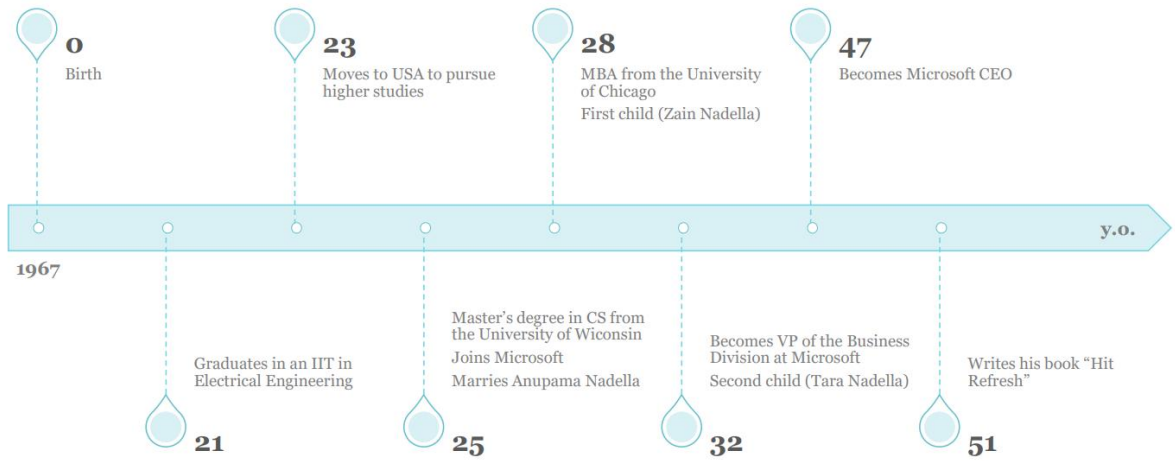 0
Birth
23
Moves to USA to pursue
higher studies
28
MBA from the University
of Chicago
First child (Zain Nadella)
47
Becomes Microsoft CEO
y.o.
1967
Graduates in an IIT in
Electrical Engineering
21
Master's degree in CS from
the University of Wiconsin
Joins Microsoft
Marries Anupama Nadella
25
Becomes VP of the Business
Division at Microsoft
Second child (Tara Nadella)
32
Writes his book “Hit
Refresh”
51